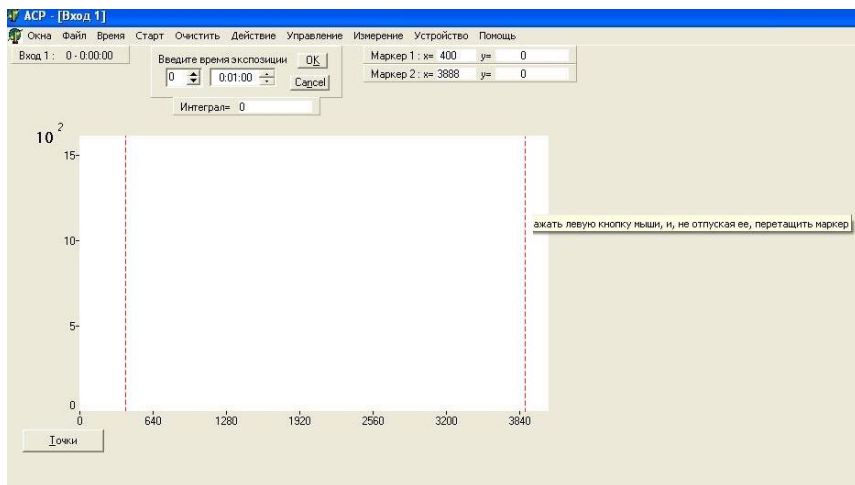 ACP - [Вход 1]
Окна Файл Время Старт Очистить Действие Управление Измерение Устройство Помощь
Вход 1 : 0 - 0:00:00
Введите время экспозиции OK
0 0:01:00 Cancel
Маркер 1 : x= 400 y= 0
Маркер 2 : x= 3888 y= 0
Интеграл= 0
10 2
15-
ажать левую кнопку мыши, и, не отпуская ее, перетащить маркер
10-
5-
0
0 640 1280 1920 2560 3200 3840
Точки